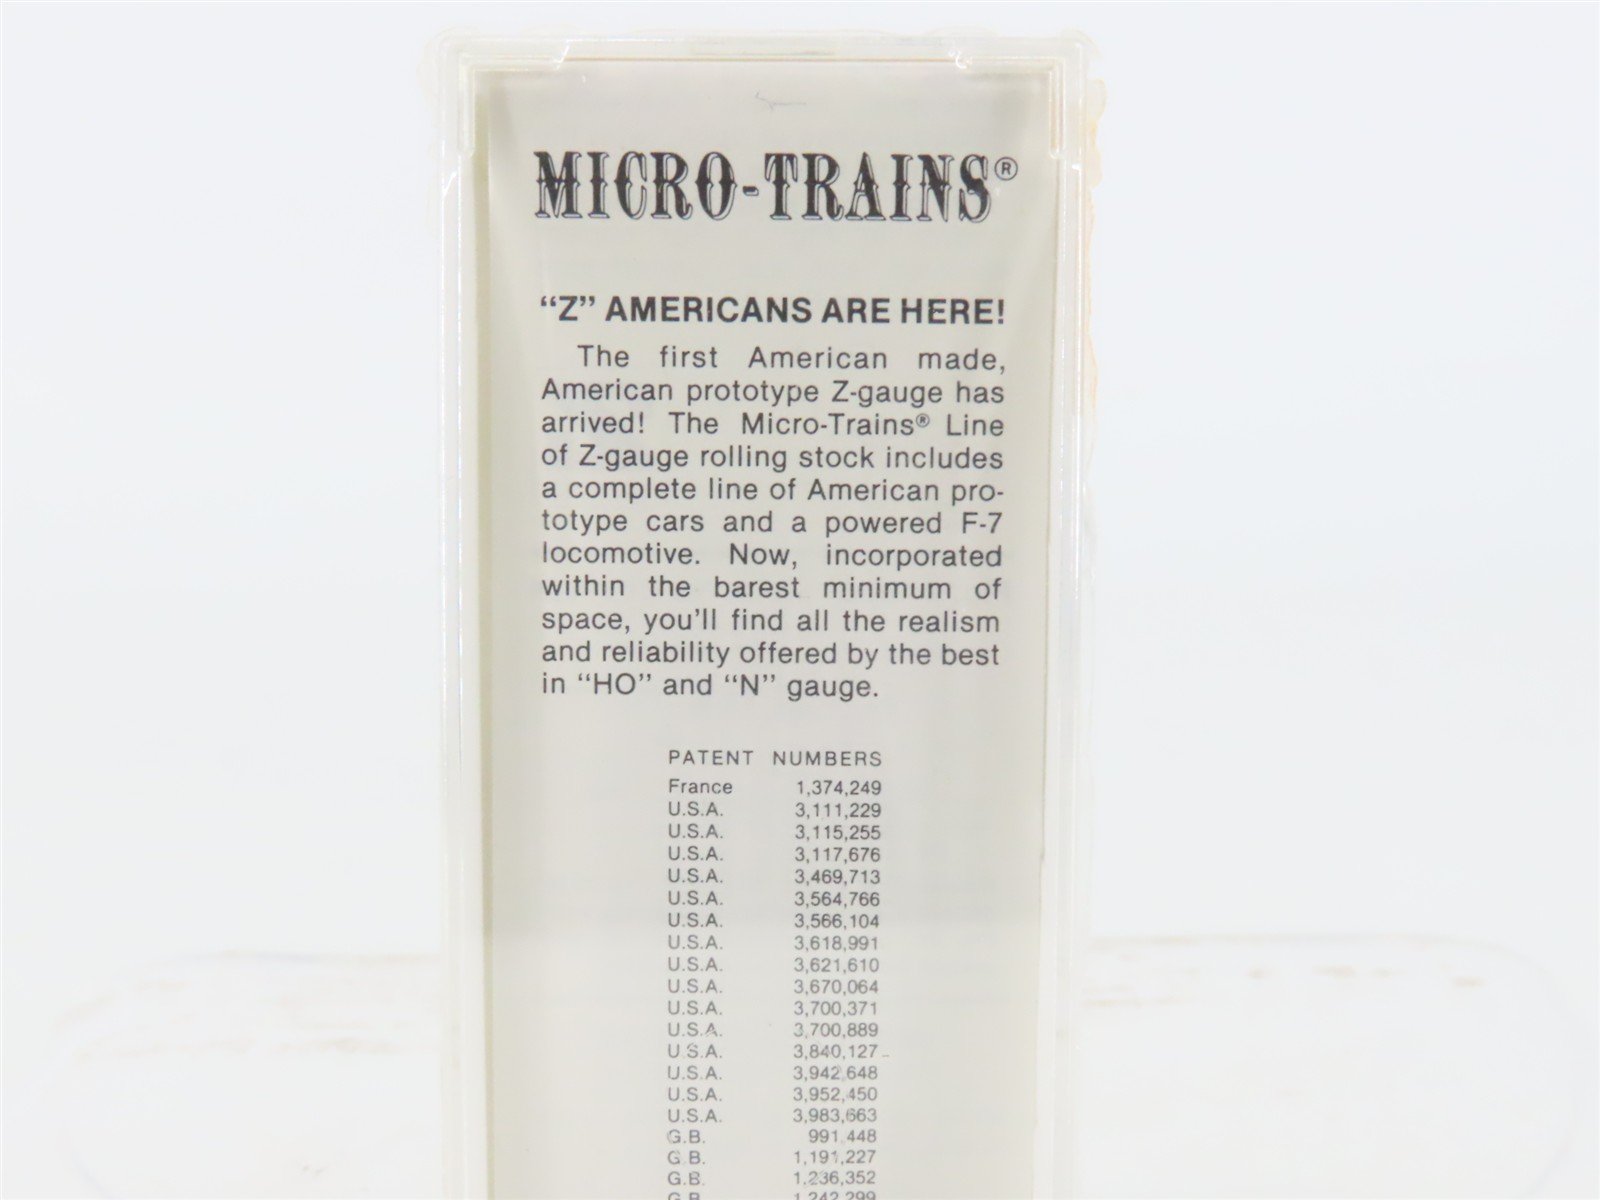 MICRO-TRAINS®
“Z” AMERICANS ARE HERE!
The first American made,
American prototype Z-gauge has
arrived! The Micro-Trains® Line
of Z-gauge rolling stock includes
a complete line of American pro-
totype cars and a powered F-7
locomotive. Now, incorporated
within the barest minimum of
space, you’ll find all the realism
and reliability offered by the best
in “HO” and “N” gauge.
PATENT NUMBERS
France 1,374,249
U.S.A. 3,111,229
U.S.A. 3,115,255
U.S.A. 3,117,676
U.S.A. 3,469,713
U.S.A. 3,564,766
U.S.A. 3,566,104
U.S.A. 3,618,991
U.S.A. 3,621,610
U.S.A. 3,670,064
U.S.A. 3,700,371
U.S.A. 3,700,889
U.S.A. 3,840,127
U.S.A. 3,942,648
U.S.A. 3,952,450
U.S.A. 3,983,663
G.B. 991,448
G.B. 1,191,227
G.B. 1,236,352
G.B. 1,242,299